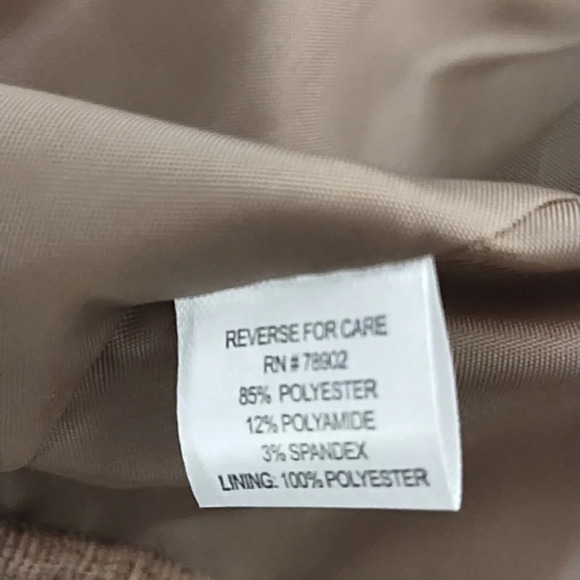 REVERSE FOR CARE
RN # 78902
85% POLYESTER
12% POLYAMIDE
3% SPANDEX
LINING: 100% POLYESTER